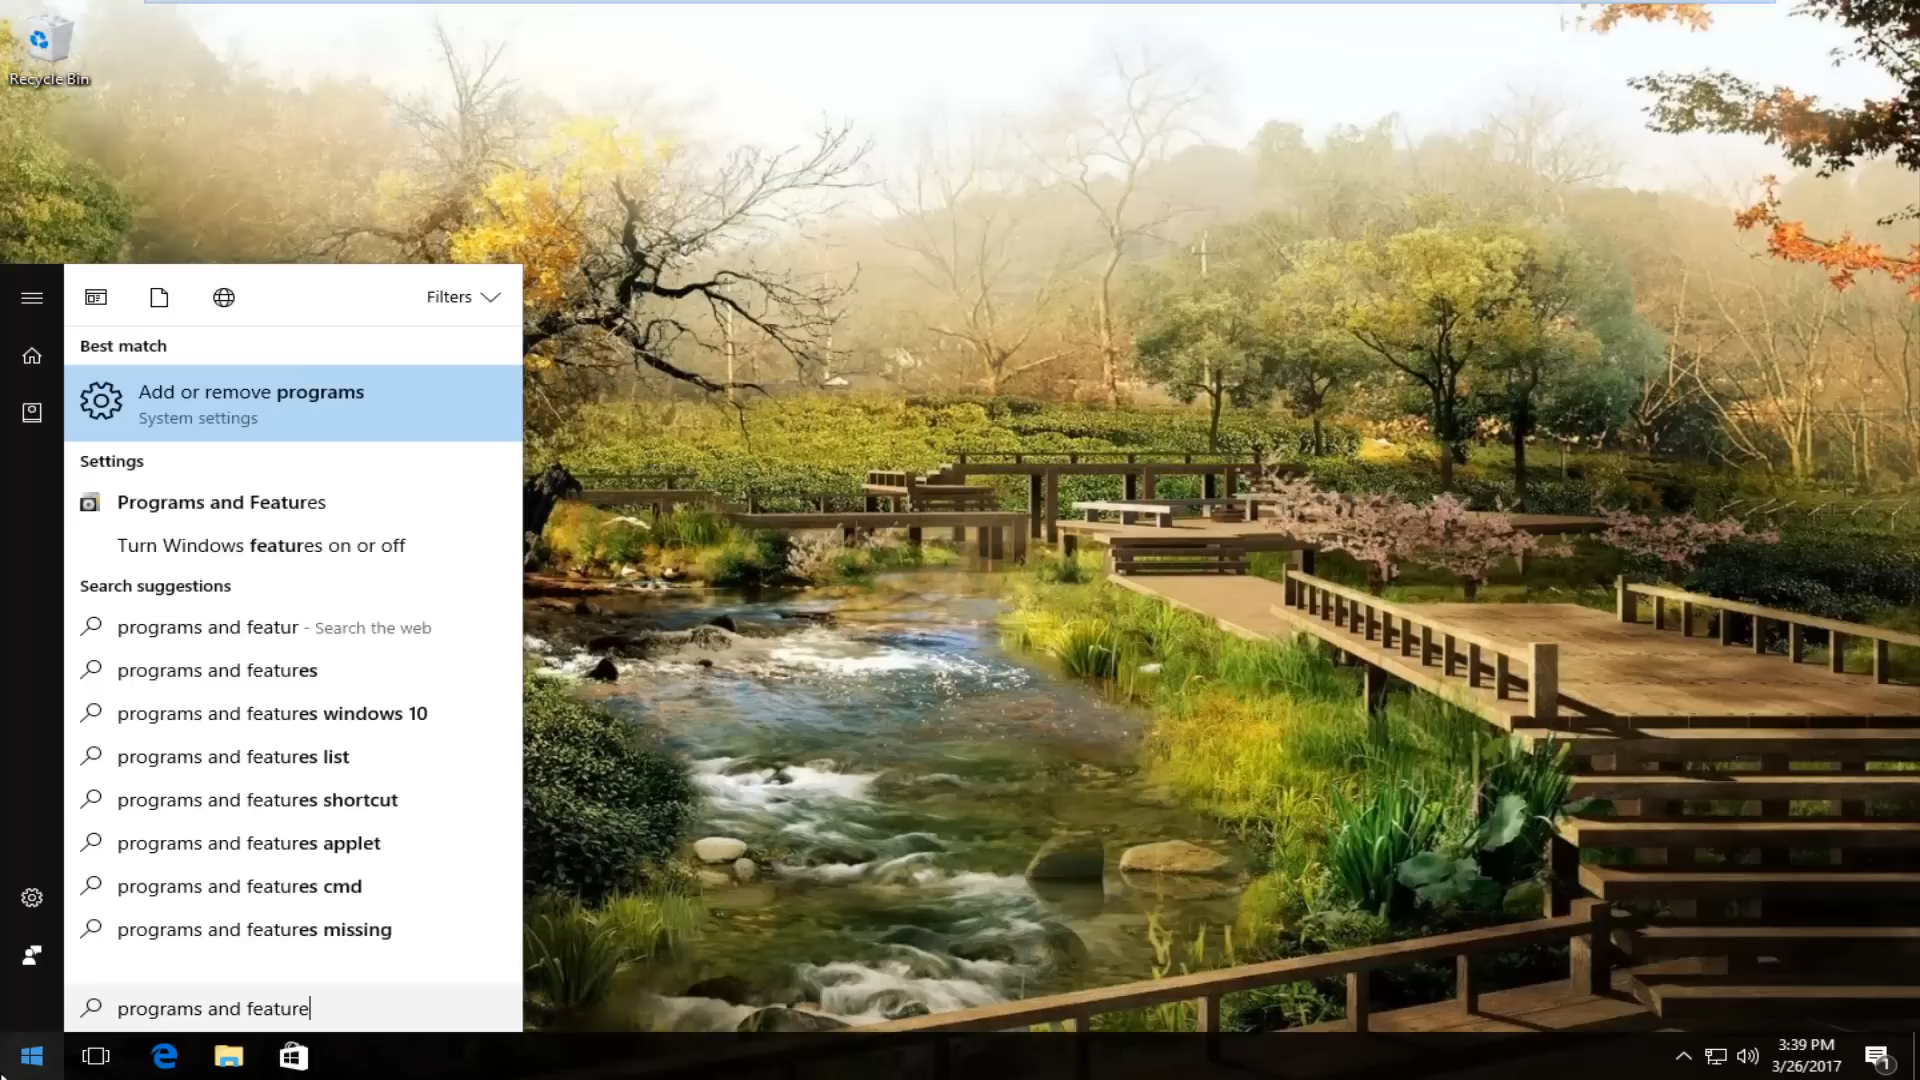 Recycle Bin
Filters
Best match
Add or remove programs
System settings
Settings
Programs and Features
Turn Windows features on or off
Search suggestions
programs and featur - Search the web
programs and features
programs and features windows 10
programs and features list
programs and features shortcut
programs and features applet
programs and features cmd
programs and features missing
programs and feature
3:39 PM
3/26/2017
1